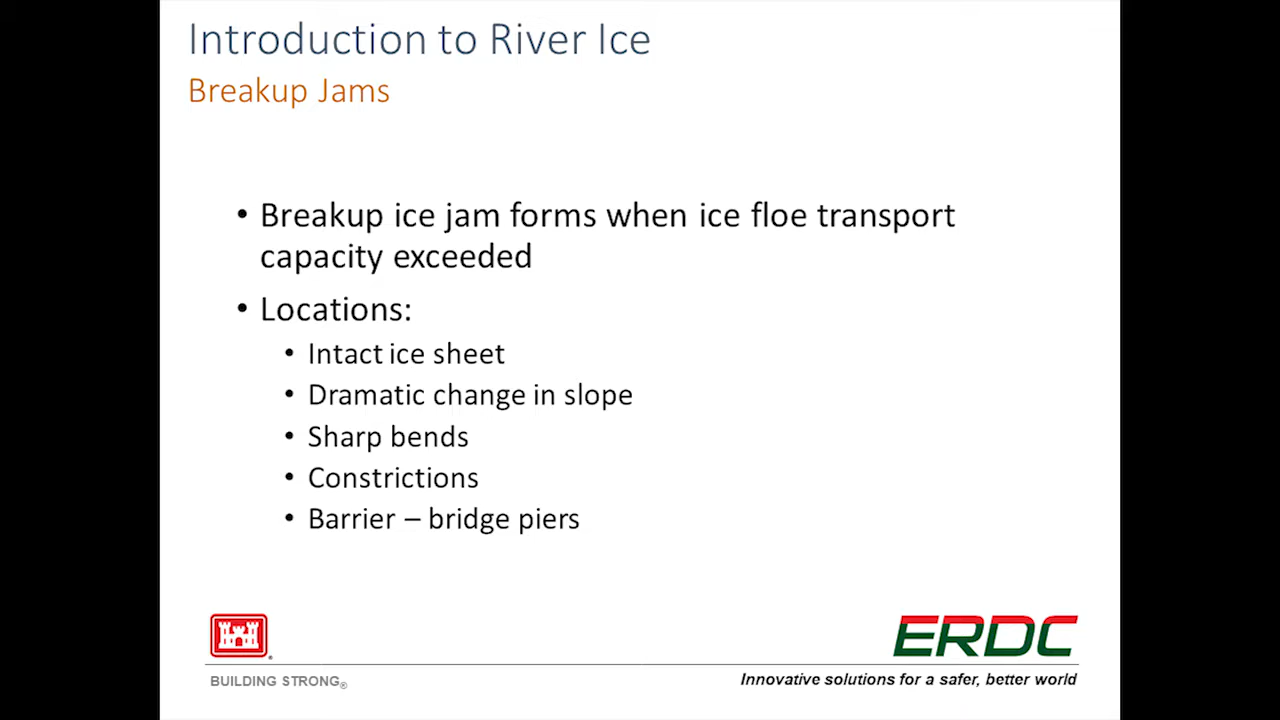 Introduction to River Ice
Breakup Jams
• Breakup ice jam forms when ice floe transport
capacity exceeded
• Locations:
• Intact ice sheet
• Dramatic change in slope
• Sharp bends
• Constrictions
• Barrier – bridge piers
BUILDING STRONG®
ERDC
Innovative solutions for a safer, better world